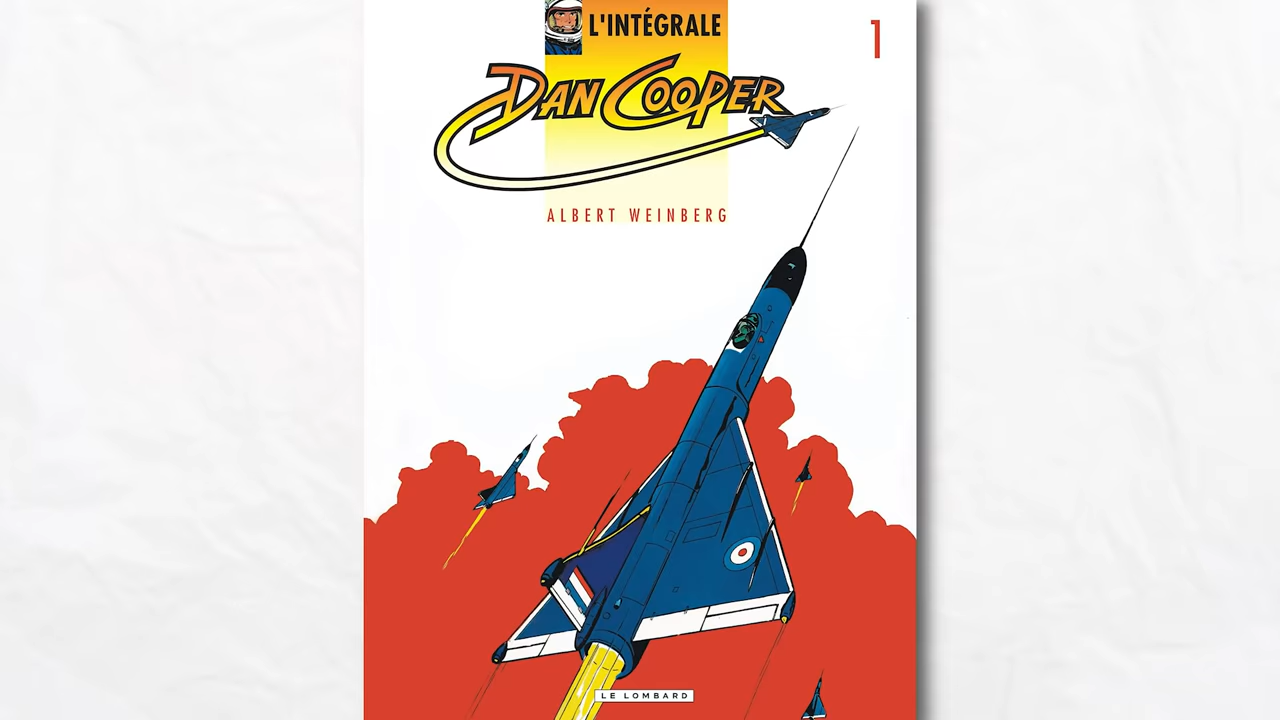 L'INTÉGRALE
1
DAN COOPER
ALBERT WEINBERG
LE LOMBARD